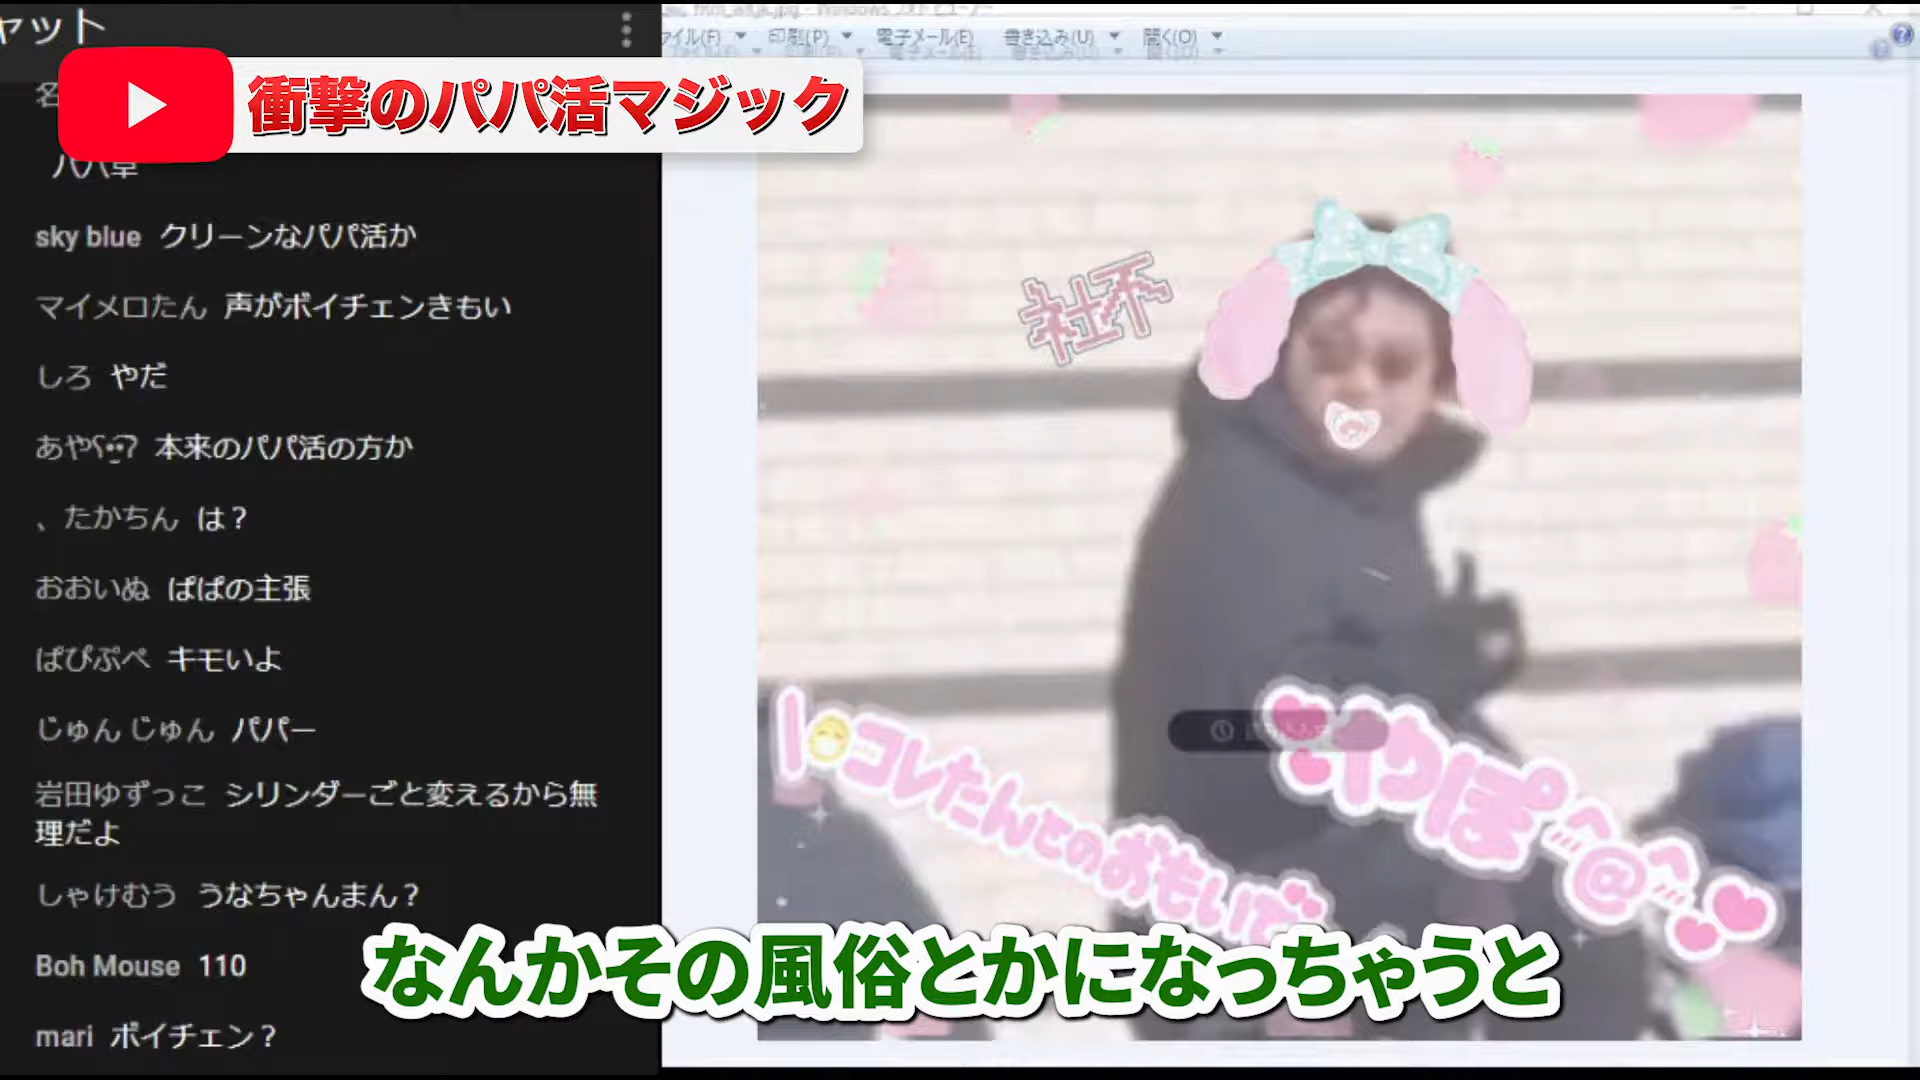 ャット
衝撃のパパ活マジック
ァイル(F) 印刷(P) 電子メール(E) 書き込み(U) 開く(O)
名
パパ草
sky blue クリーンなパパ活か
マイメロたん 声がボイチェンきもい
しろ やだ
あや 本来のパパ活の方か
、たかちん は？
おおいぬ ぱぱの主張
ぱぴぷぺ キモいよ
じゅんじゅん パパー
岩田ゆずっこ シリンダーごと変えるから無
理だよ
しゃけむう うなちゃんまん？
Boh Mouse 110
mari ボイチェン？
社不
コレたんとのおもいで
イクぽ
なんかその風俗とかになっちゃうと